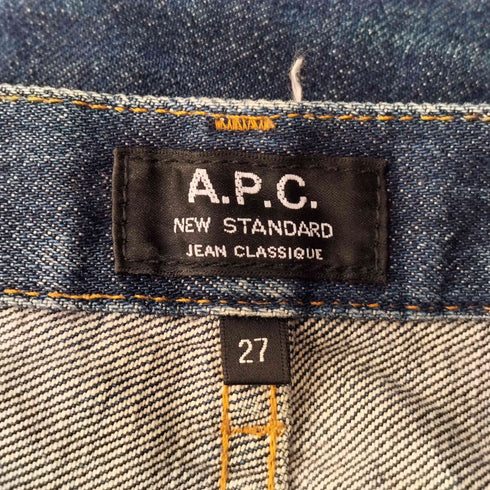 A.P.C.
NEW STANDARD
JEAN CLASSIQUE
27